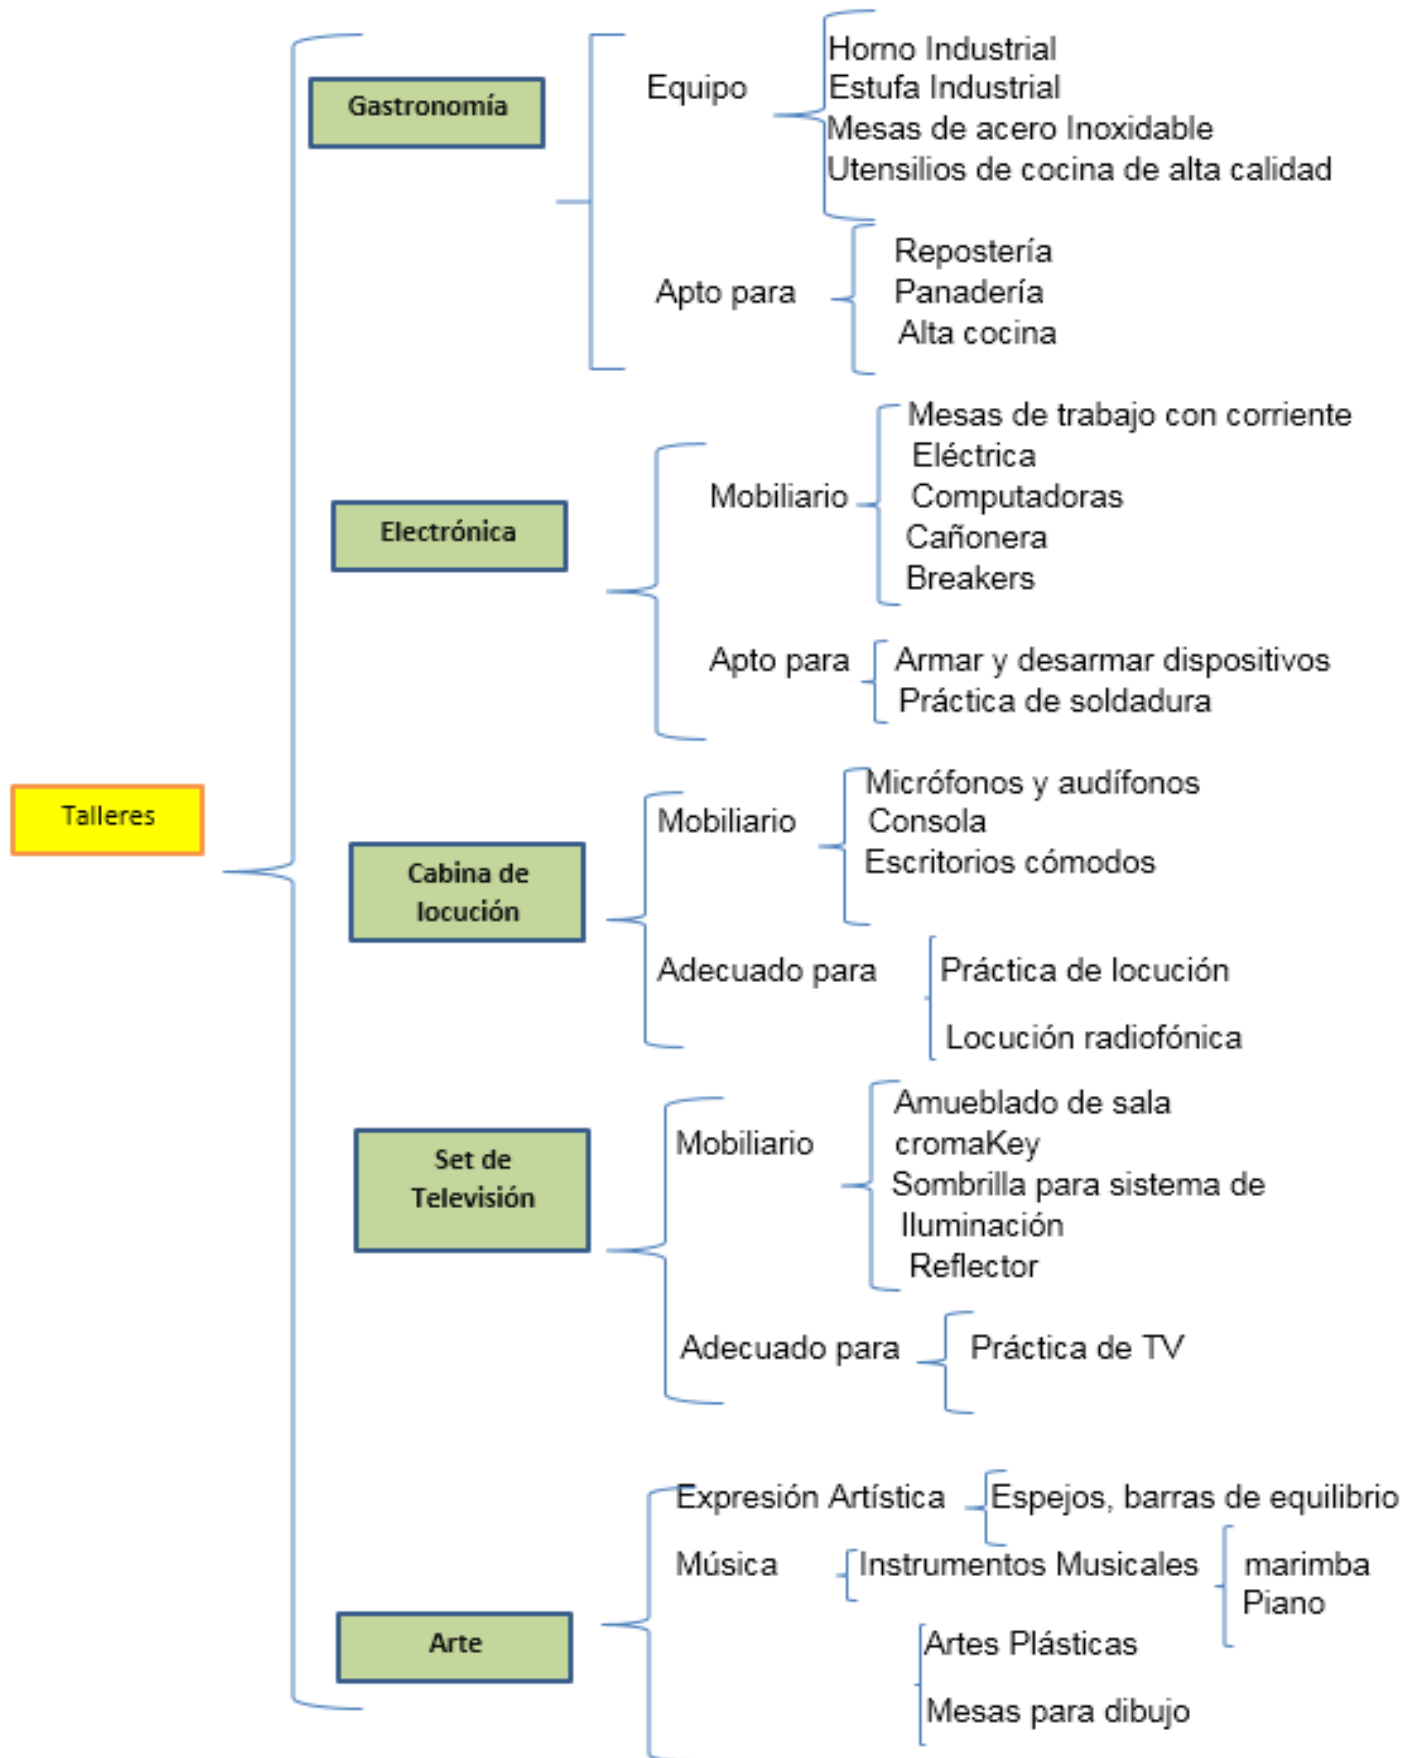 Talleres
Gastronomía
Equipo
Horno Industrial
Estufa Industrial
Mesas de acero Inoxidable
Utensilios de cocina de alta calidad
Apto para
Repostería
Panadería
Alta cocina
Electrónica
Mobiliario
Mesas de trabajo con corriente
Eléctrica
Computadoras
Cañonera
Breakers
Apto para
Armar y desarmar dispositivos
Práctica de soldadura
Cabina de
locución
Mobiliario
Micrófonos y audífonos
Consola
Escritorios cómodos
Adecuado para
Práctica de locución
Locución radiofónica
Set de
Televisión
Mobiliario
Amueblado de sala
cromaKey
Sombrilla para sistema de
Iluminación
Reflector
Adecuado para
Práctica de TV
Arte
Expresión Artística
Espejos, barras de equilibrio
Música
Instrumentos Musicales
marimba
Piano
Artes Plásticas
Mesas para dibujo